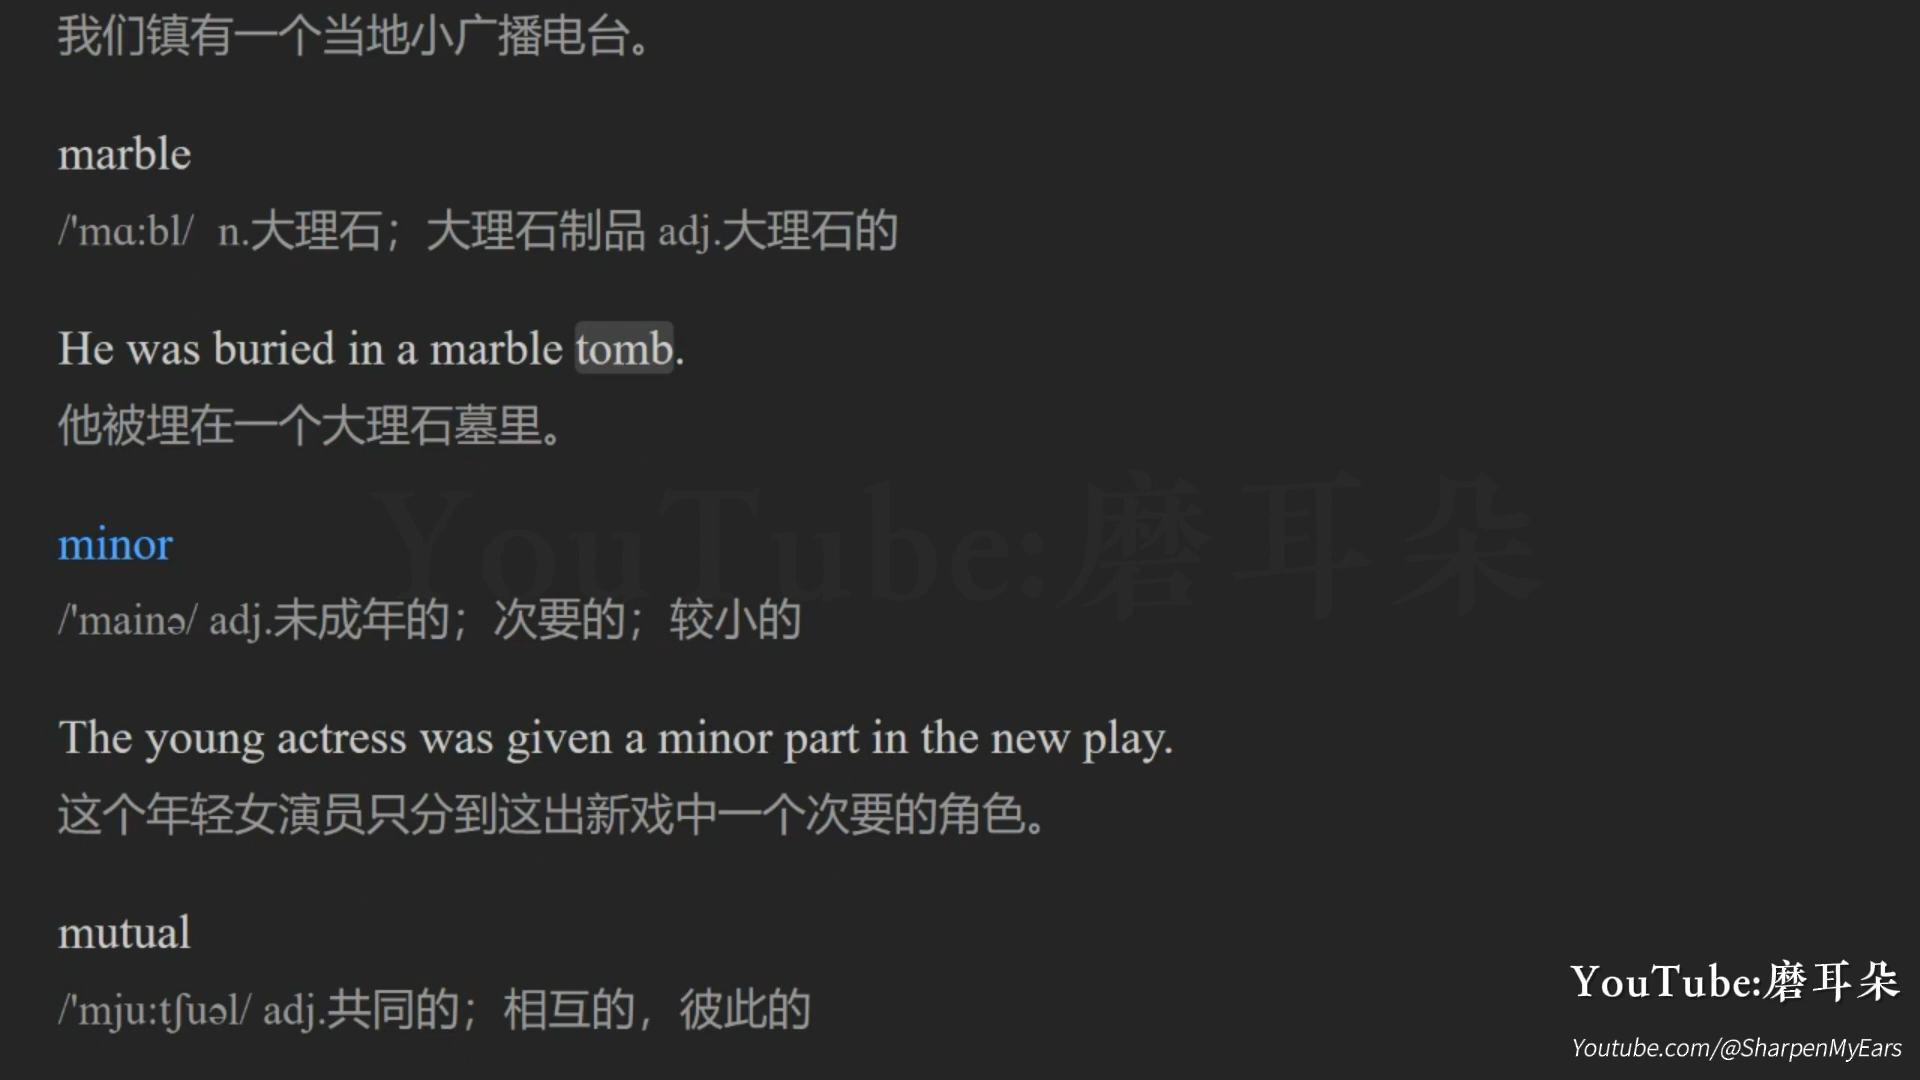 我们镇有一个当地小广播电台。
marble
/'mɑ:bl/ n.大理石；大理石制品 adj.大理石的
He was buried in a marble tomb.
他被埋在一个大理石墓里。
YouTube:磨耳朵
minor
/'mainə/ adj.未成年的；次要的；较小的
The young actress was given a minor part in the new play.
这个年轻女演员只分到这出新戏中一个次要的角色。
mutual
/'mju:tʃuəl/ adj.共同的；相互的，彼此的
YouTube:磨耳朵
Youtube.com/@SharpenMyEars